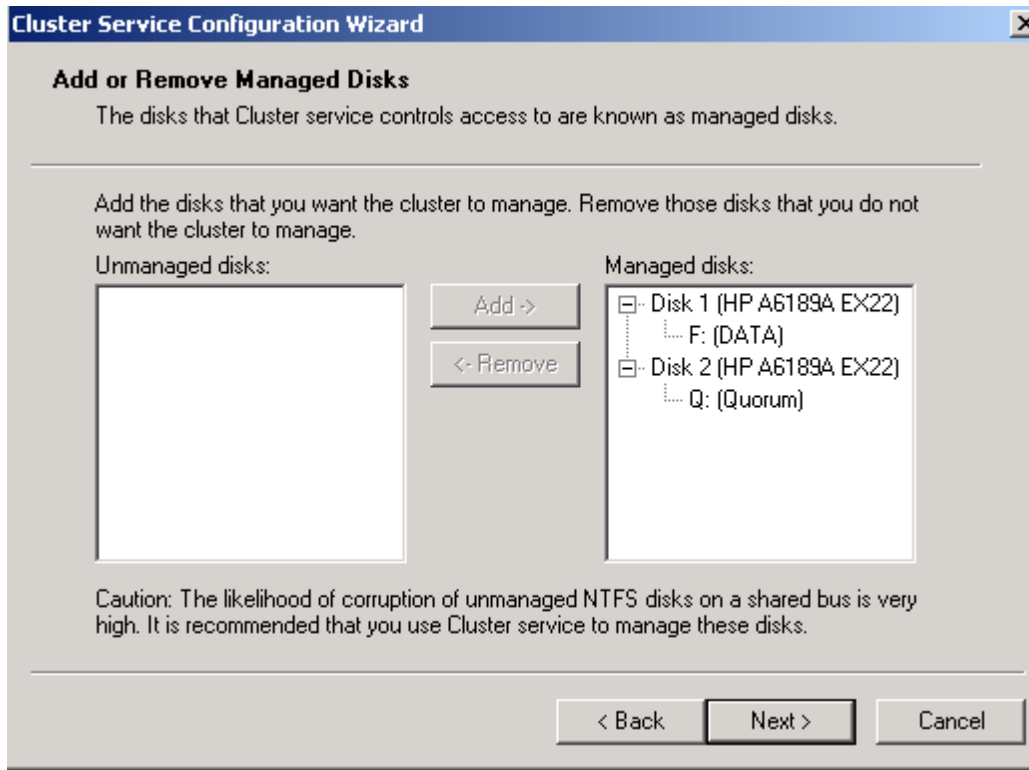 Cluster Service Configuration Wizard
Add or Remove Managed Disks
The disks that Cluster service controls access to are known as managed disks.
Add the disks that you want the cluster to manage. Remove those disks that you do not
want the cluster to manage.
Unmanaged disks:
Add ->
<- Remove
Managed disks:
Disk 1 (HP A6189A EX22)
F: (DATA)
Disk 2 (HP A6189A EX22)
Q: (Quorum)
Caution: The likelihood of corruption of unmanaged NTFS disks on a shared bus is very
high. It is recommended that you use Cluster service to manage these disks.
< Back
Next >
Cancel